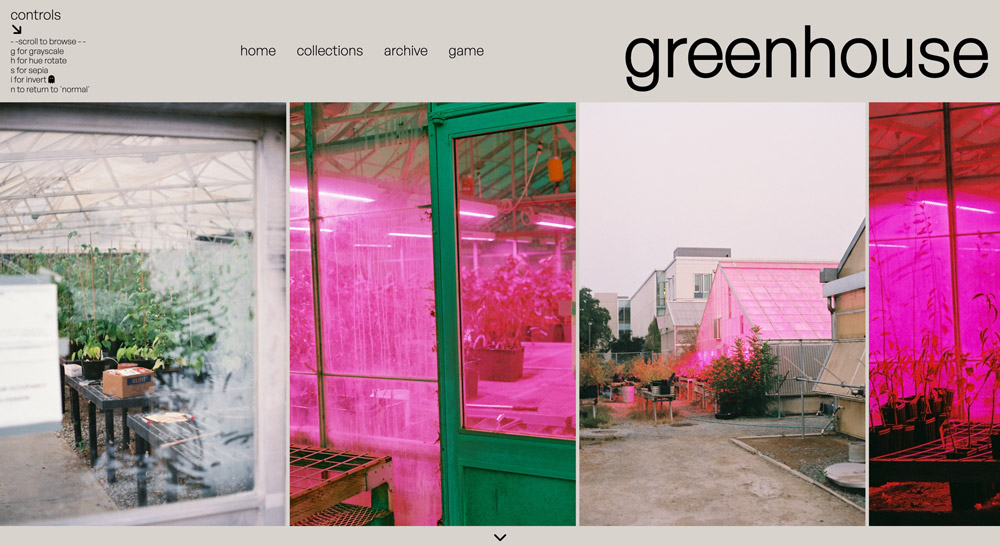 controls
--scroll to browse--
g for grayscale
h for hue rotate
s for sepia
i for invert
n to return to 'normal'
home collections archive game
greenhouse